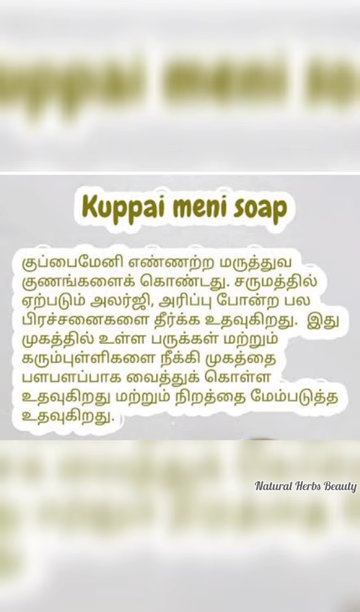 Kuppai meni soap
குப்பைமேனி எண்ணற்ற மருத்துவ
குணங்களைக் கொண்டது. சருமத்தில்
ஏற்படும் அலர்ஜி, அரிப்பு போன்ற பல
பிரச்சனைகளை தீர்க்க உதவுகிறது. இது
முகத்தில் உள்ள பருக்கள் மற்றும்
கரும்புள்ளிகளை நீக்கி முகத்தை
பளபளப்பாக வைத்துக் கொள்ள
உதவுகிறது மற்றும் நிறத்தை மேம்படுத்த
உதவுகிறது.
Natural Herbs Beauty